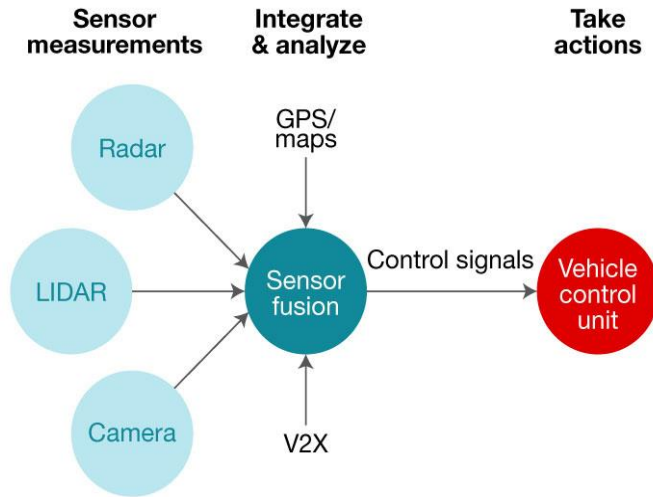 Sensor
measurements
Integrate
& analyze
Take
actions
Radar
GPS/
maps
LIDAR
Sensor
fusion
Control signals
Vehicle
control
unit
Camera
V2X